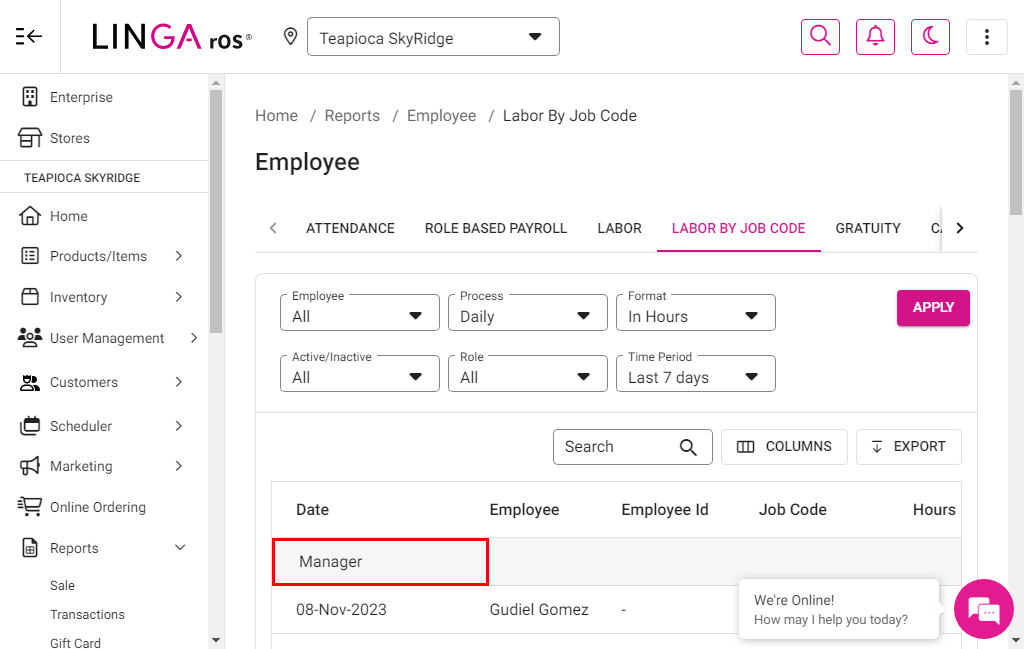 LINGA ros®
Teapioca SkyRidge
Enterprise
Stores
TEAPIOCA SKYRIDGE
Home
Products/Items
Inventory
User Management
Customers
Scheduler
Marketing
Online Ordering
Reports
Sale
Transactions
Gift Card
Home / Reports / Employee / Labor By Job Code
Employee
ATTENDANCE ROLE BASED PAYROLL LABOR LABOR BY JOB CODE GRATUITY
Employee Process Format
All Daily In Hours
APPLY
Active/Inactive Role Time Period
All All Last 7 days
Search COLUMNS EXPORT
Date Employee Employee Id Job Code Hours
Manager
08-Nov-2023 Gudiel Gomez -
We're Online!
How may I help you today?